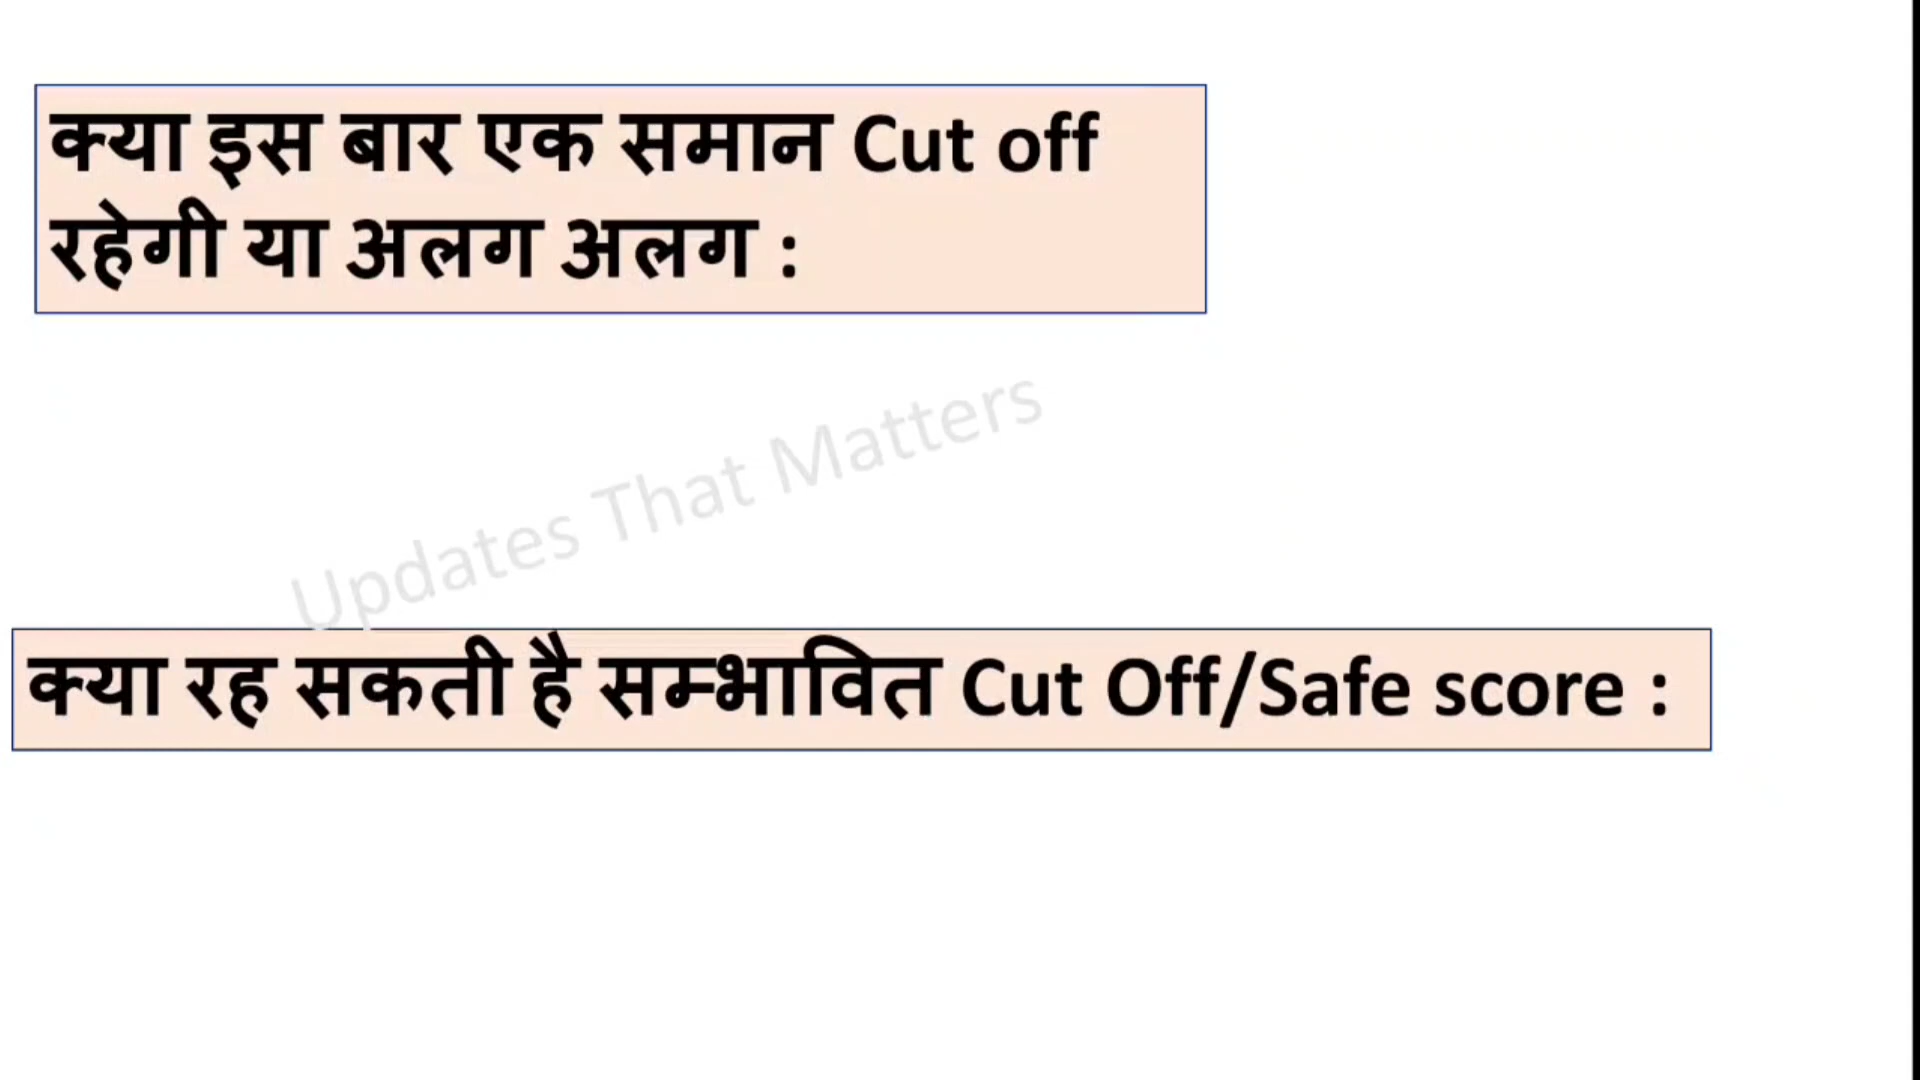 क्या इस बार एक समान Cut off
रहेगी या अलग अलग :
Updates That Matters
क्या रह सकती है सम्भावित Cut Off/Safe score :